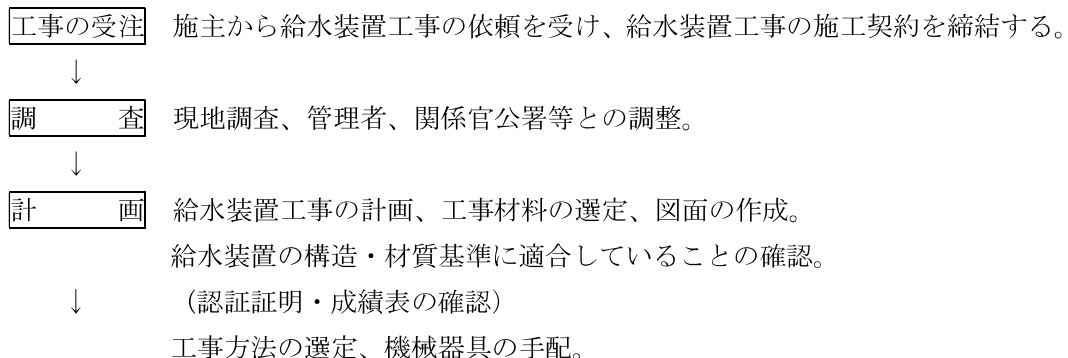 工事の受注 施主から給水装置工事の依頼を受け、給水装置工事の施工契約を締結する。
↓
調 査 現地調査、管理者、関係官公署等との調整。
↓
計 画 給水装置工事の計画、工事材料の選定、図面の作成。
給水装置の構造・材質基準に適合していることの確認。
↓ （認証証明・成績表の確認）
工事方法の選定、機械器具の手配。